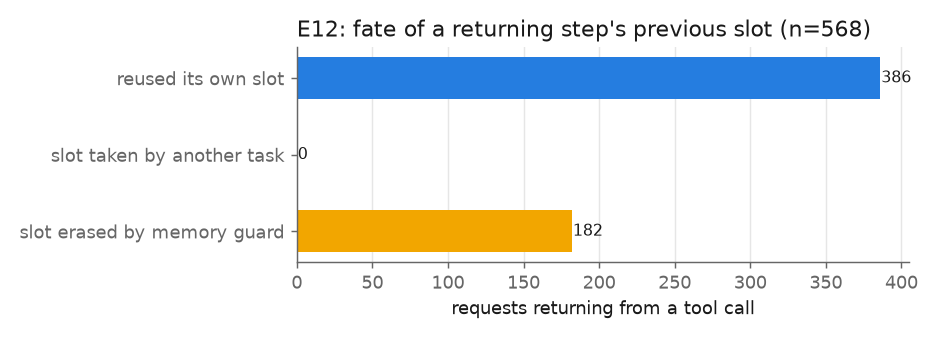 E12: fate of a returning step's previous slot (n=568)
reused its own slot
386
slot taken by another task
0
slot erased by memory guard
182
0 50 100 150 200 250 300 350 400
requests returning from a tool call